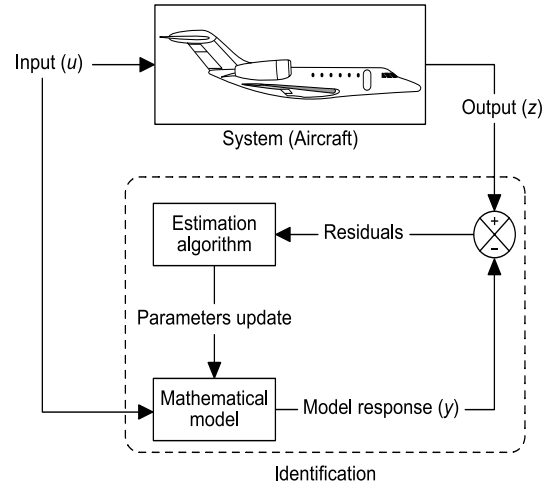 Input (u)
System (Aircraft)
Output (z)
+
−
Estimation
algorithm
Residuals
Parameters update
Mathematical
model
Model response (y)
Identification